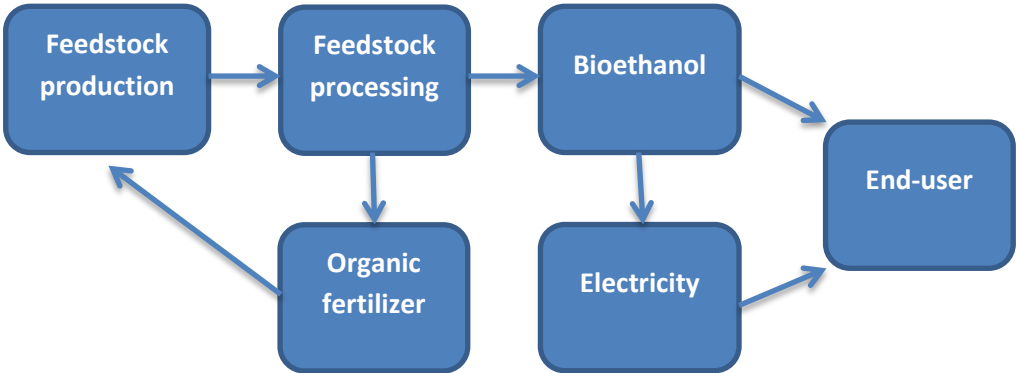 Feedstock
production
Feedstock
processing
Bioethanol
End-user
Organic
fertilizer
Electricity